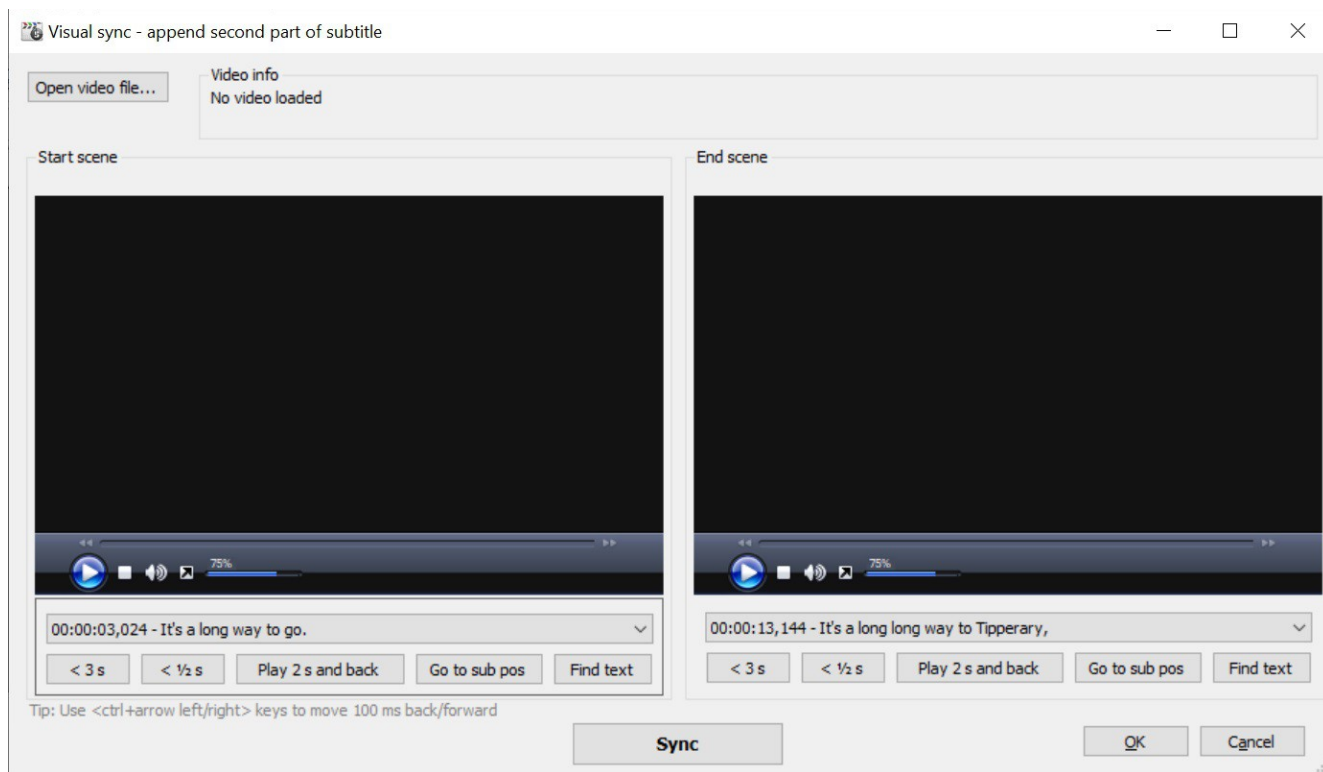 Visual sync - append second part of subtitle
Open video file...
Video info
No video loaded
Start scene
End scene
75%
75%
00:00:03,024 - It's a long way to go.
00:00:13,144 - It's a long long way to Tipperary,
< 3 s
< ½ s
Play 2 s and back
Go to sub pos
Find text
< 3 s
< ½ s
Play 2 s and back
Go to sub pos
Find text
Tip: Use <ctrl+arrow left/right> keys to move 100 ms back/forward
Sync
OK
Cancel